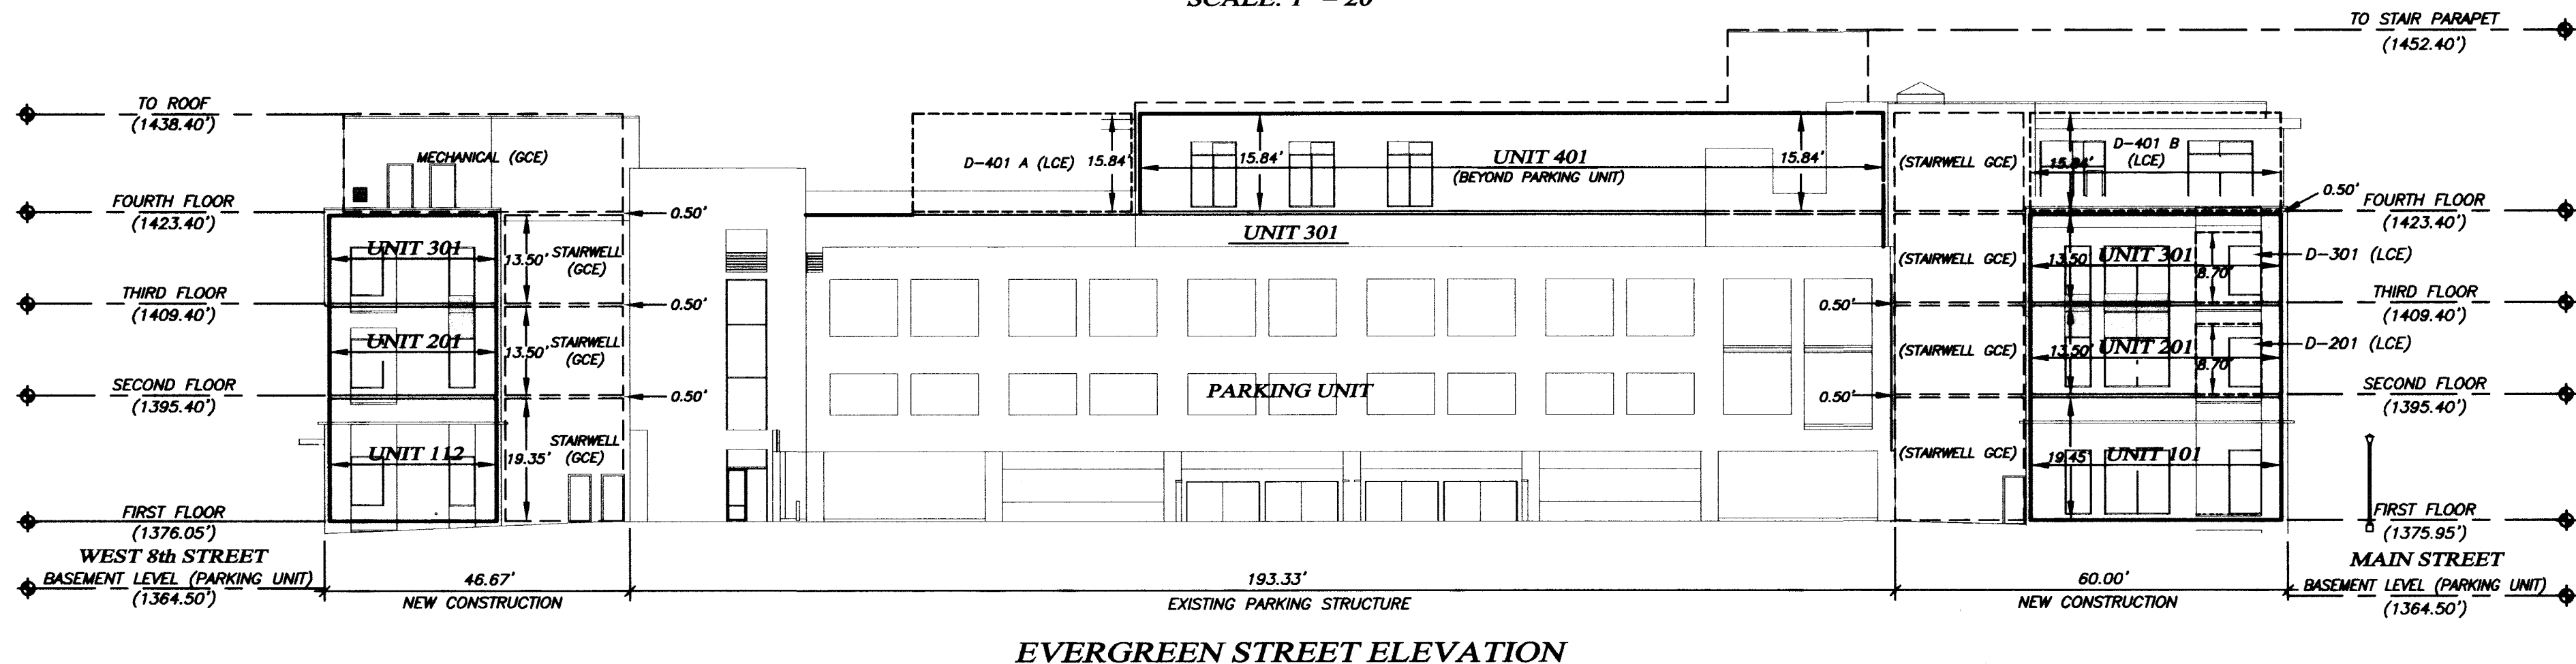 SCALE: 1" = 20'
TO STAIR PARAPET
(1452.40')
TO ROOF
(1438.40')
MECHANICAL (GCE)
D-401 A (LCE)
15.84'
15.84'
UNIT 401
(BEYOND PARKING UNIT)
15.84'
(STAIRWELL GCE)
15.84'
D-401 B
(LCE)
FOURTH FLOOR
(1423.40')
0.50'
0.50'
FOURTH FLOOR
(1423.40')
UNIT 301
13.50'
STAIRWELL
(GCE)
UNIT 301
(STAIRWELL GCE)
13.50'
UNIT 301
8.70'
D-301 (LCE)
THIRD FLOOR
(1409.40')
0.50'
0.50'
THIRD FLOOR
(1409.40')
UNIT 201
13.50'
STAIRWELL
(GCE)
(STAIRWELL GCE)
13.50'
UNIT 201
8.70'
D-201 (LCE)
SECOND FLOOR
(1395.40')
0.50'
PARKING UNIT
0.50'
SECOND FLOOR
(1395.40')
UNIT 112
19.35'
STAIRWELL
(GCE)
(STAIRWELL GCE)
19.45'
UNIT 101
FIRST FLOOR
(1376.05')
FIRST FLOOR
(1375.95')
WEST 8th STREET
MAIN STREET
BASEMENT LEVEL (PARKING UNIT)
(1364.50')
46.67'
NEW CONSTRUCTION
193.33'
EXISTING PARKING STRUCTURE
60.00'
NEW CONSTRUCTION
BASEMENT LEVEL (PARKING UNIT)
(1364.50')
EVERGREEN STREET ELEVATION